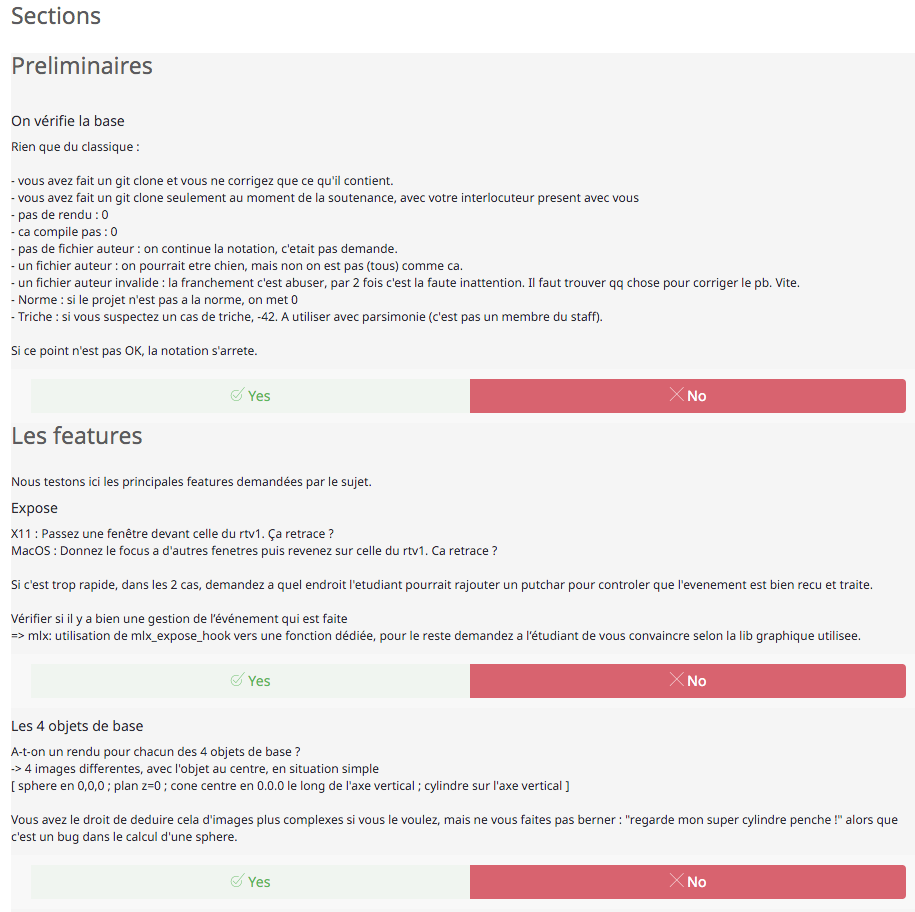 Sections
Preliminaires
On vérifie la base
Rien que du classique :
- vous avez fait un git clone et vous ne corrigez que ce qu'il contient.
- vous avez fait un git clone seulement au moment de la soutenance, avec votre interlocuteur present avec vous
- pas de rendu : 0
- ca compile pas : 0
- pas de fichier auteur : on continue la notation, c'etait pas demande.
- un fichier auteur : on pourrait etre chien, mais non on est pas (tous) comme ca.
- un fichier auteur invalide : la franchement c'est abuser, par 2 fois c'est la faute inattention. Il faut trouver qq chose pour corriger le pb. Vite.
- Norme : si le projet n'est pas a la norme, on met 0
- Triche : si vous suspectez un cas de triche, -42. A utiliser avec parsimonie (c'est pas un membre du staff).
Si ce point n'est pas OK, la notation s'arrete.
Yes No
Les features
Nous testons ici les principales features demandées par le sujet.
Expose
X11 : Passez une fenêtre devant celle du rtv1. Ça retrace ?
MacOS : Donnez le focus a d'autres fenetres puis revenez sur celle du rtv1. Ca retrace ?
Si c'est trop rapide, dans les 2 cas, demandez a quel endroit l'etudiant pourrait rajouter un putchar pour controler que l'evenement est bien recu et traite.
Vérifier si il y a bien une gestion de l'événement qui est faite
=> mlx: utilisation de mlx_expose_hook vers une fonction dédiée, pour le reste demandez a l'étudiant de vous convaincre selon la lib graphique utilisee.
Yes No
Les 4 objets de base
A-t-on un rendu pour chacun des 4 objets de base ?
-> 4 images differentes, avec l'objet au centre, en situation simple
[ sphere en 0,0,0 ; plan z=0 ; cone centre en 0.0.0 le long de l'axe vertical ; cylindre sur l'axe vertical ]
Vous avez le droit de deduire cela d'images plus complexes si vous le voulez, mais ne vous faites pas berner : "regarde mon super cylindre penche !" alors que
c'est un bug dans le calcul d'une sphere.
Yes No